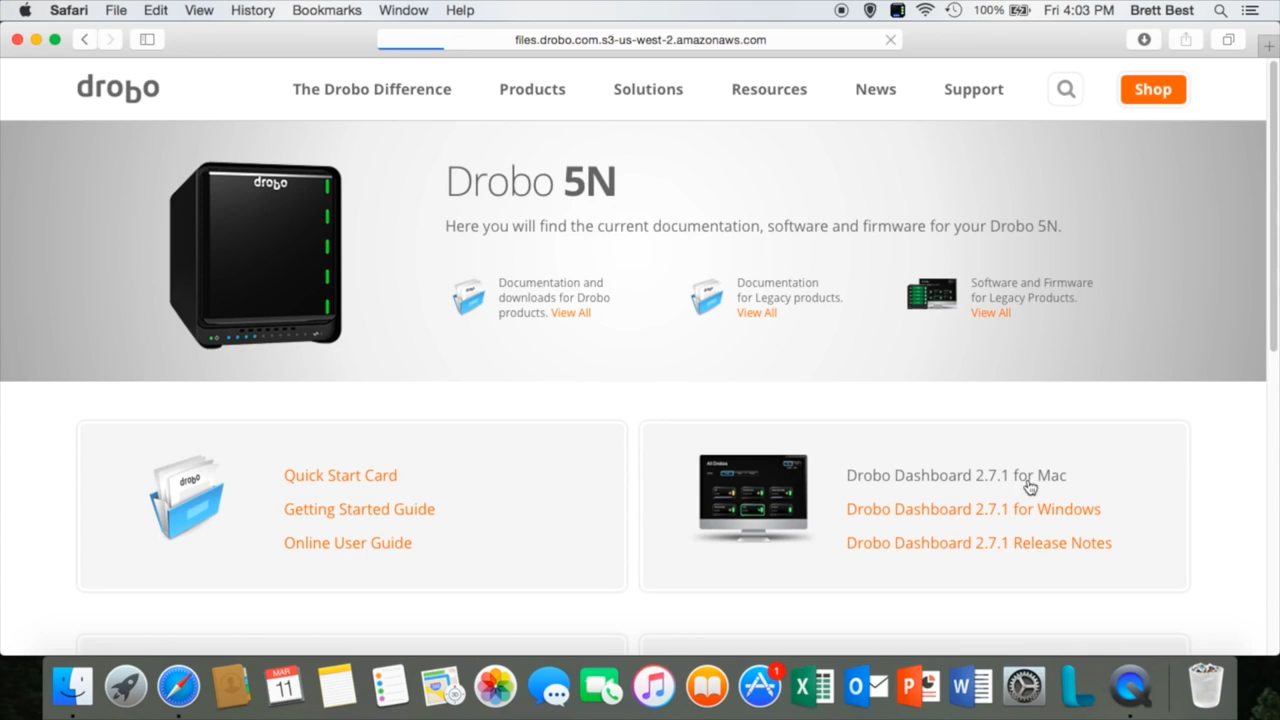 Safari File Edit View History Bookmarks Window Help 100% Fri 4:03 PM Brett Best
files.drobo.com.s3-us-west-2.amazonaws.com
drobo The Drobo Difference Products Solutions Resources News Support Shop
drobo
Drobo 5N
Here you will find the current documentation, software and firmware for your Drobo 5N.
Documentation and
downloads for Drobo
products. View All
Documentation
for Legacy products.
View All
Software and Firmware
for Legacy Products.
View All
drobo
Quick Start Card
Getting Started Guide
Online User Guide
All Drobos
Drobo Dashboard 2.7.1 for Mac
Drobo Dashboard 2.7.1 for Windows
Drobo Dashboard 2.7.1 Release Notes
MAR
11
1